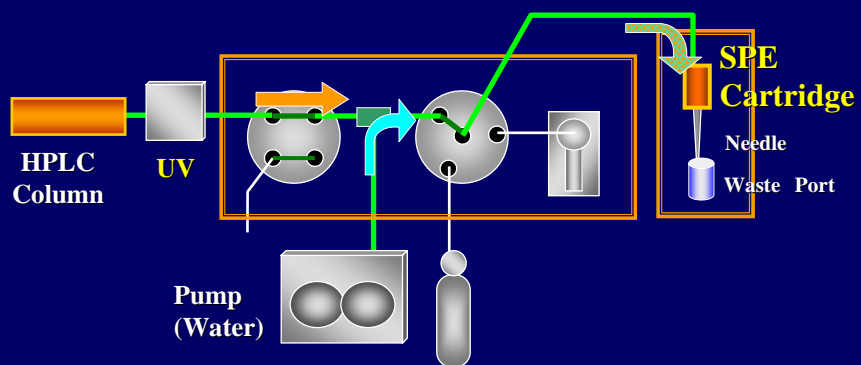 HPLC
Column
UV
Pump
(Water)
SPE
Cartridge
Needle
Waste Port